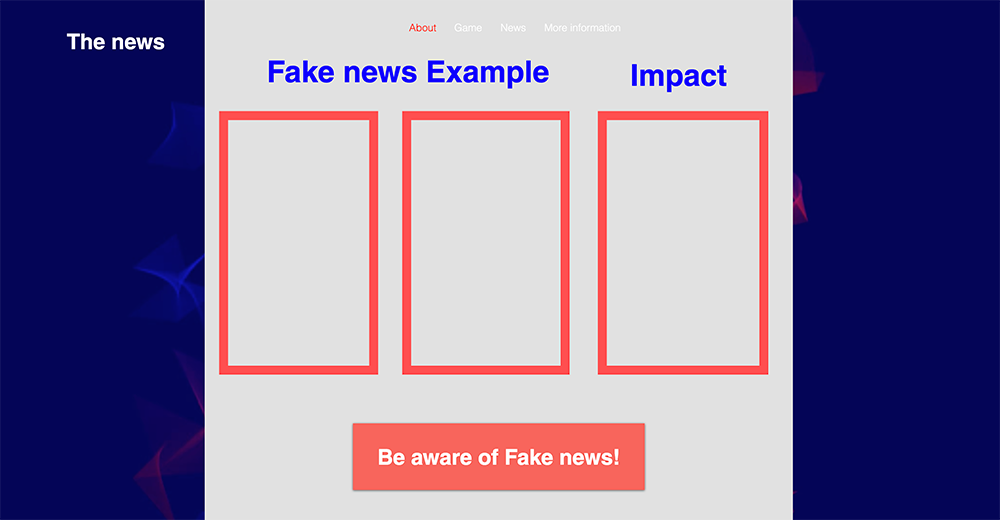 The news
About Game News More information
Fake news Example
Impact
Be aware of Fake news!